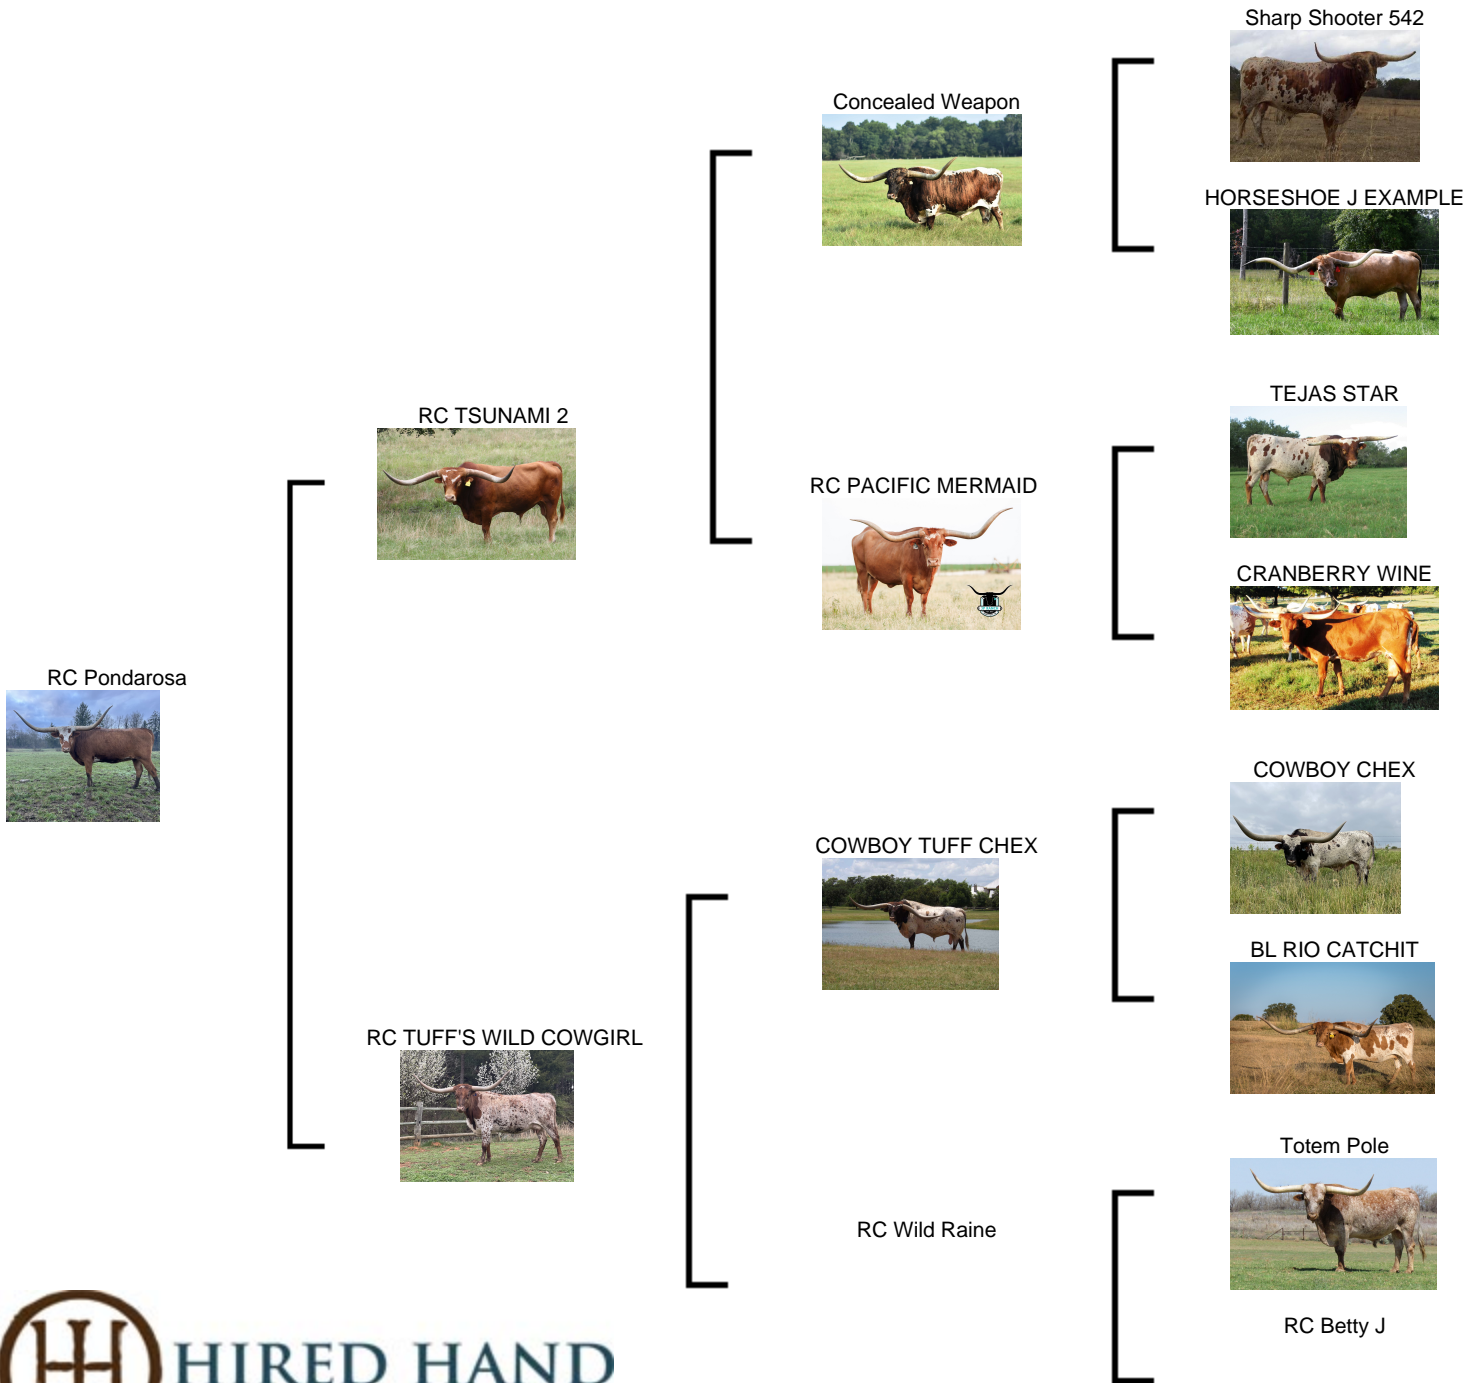 Sharp Shooter 542
Concealed Weapon
HORSESHOE J EXAMPLE
TEJAS STAR
RC TSUNAMI 2
RC PACIFIC MERMAID
CRANBERRY WINE
RC Pondarosa
COWBOY CHEX
COWBOY TUFF CHEX
BL RIO CATCHIT
RC TUFF'S WILD COWGIRL
Totem Pole
RC Wild Raine
RC Betty J
HIRED HAND